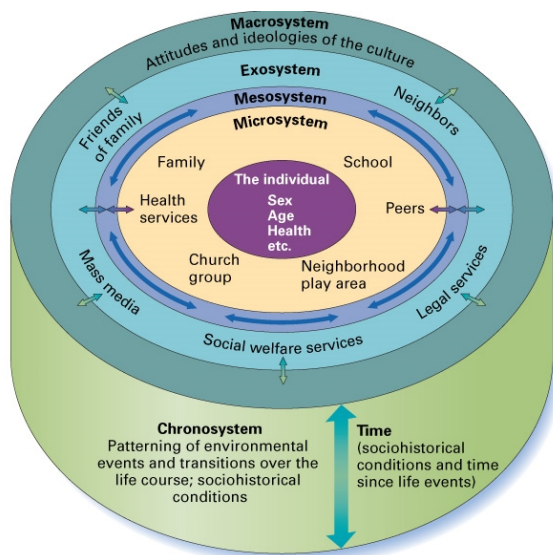 Macrosystem
Attitudes and ideologies of the culture
Exosystem
Mesosystem
Microsystem
Friends
of family
Neighbors
Family
School
The individual
Sex
Age
Health
etc.
Health
services
Peers
Church
group
Neighborhood
play area
Mass media
Legal services
Social welfare services
Chronosystem
Patterning of environmental
events and transitions over the
life course; sociohistorical
conditions
Time
(sociohistorical
conditions and time
since life events)